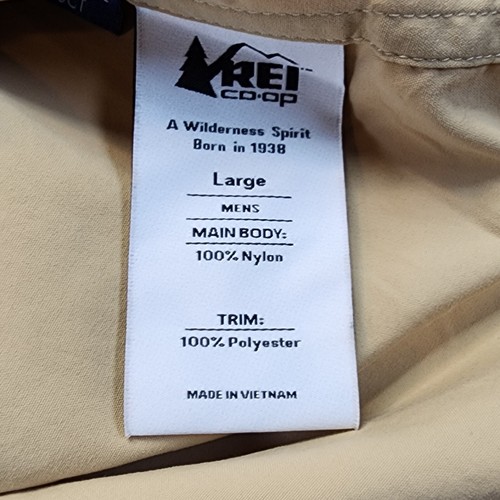 REI
CO·OP
A Wilderness Spirit
Born in 1938
Large
MENS
MAIN BODY:
100% Nylon
TRIM:
100% Polyester
MADE IN VIETNAM